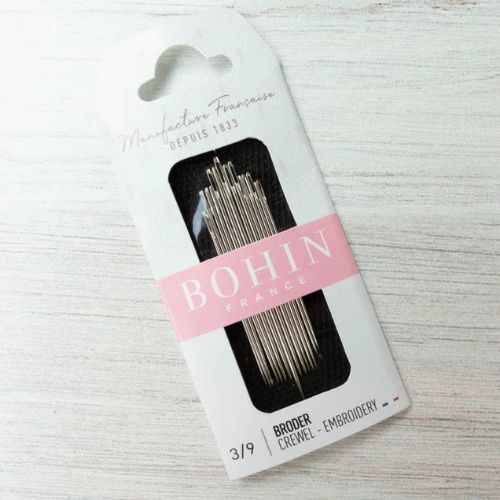 Manufacture Française
DEPUIS 1833
BOHIN
FRANCE
3/9
BRODER
CREWEL - EMBROIDERY